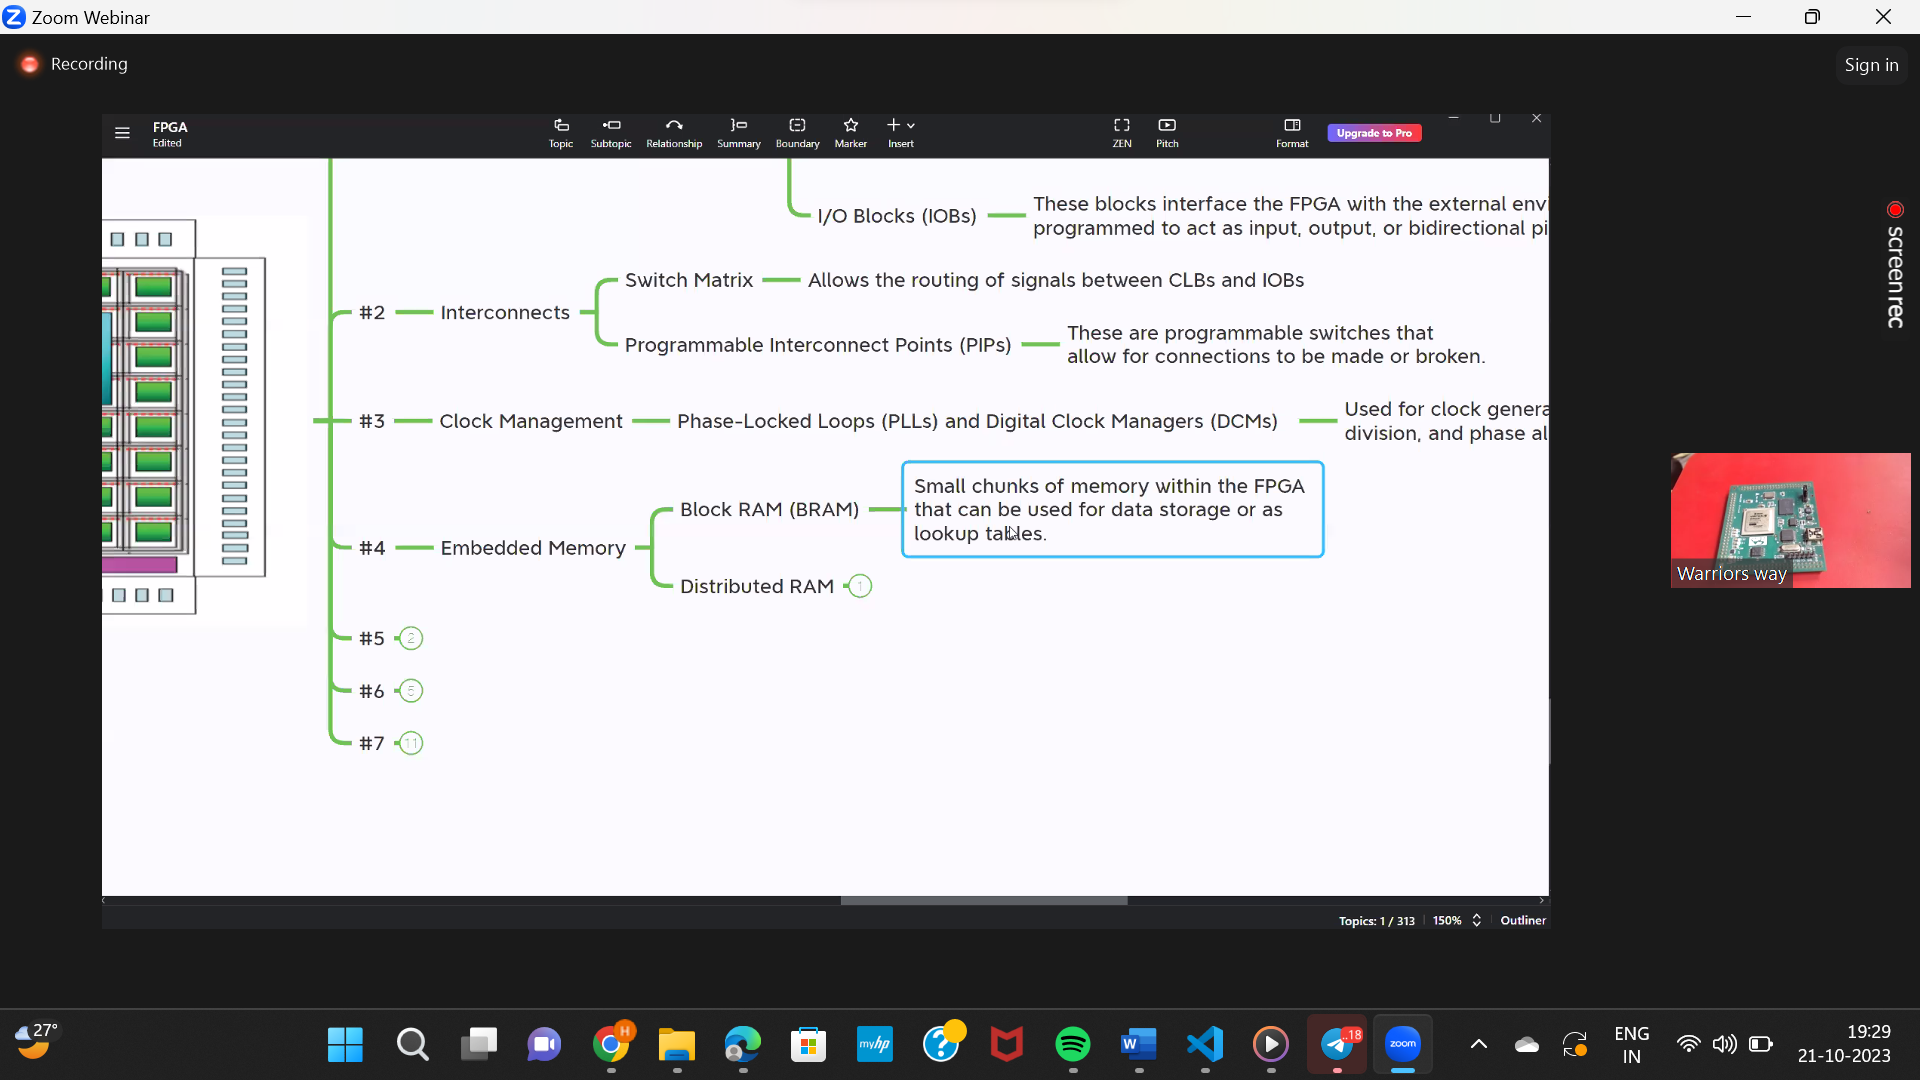 Zoom Webinar
Recording
Sign in
FPGA
Edited
Topic
Subtopic
Relationship
Summary
Boundary
Marker
Insert
ZEN
Pitch
Format
Upgrade to Pro
I/O Blocks (IOBs)
These blocks interface the FPGA with the external envi
programmed to act as input, output, or bidirectional pi
#2
Interconnects
Switch Matrix
Allows the routing of signals between CLBs and IOBs
Programmable Interconnect Points (PIPs)
These are programmable switches that
allow for connections to be made or broken.
#3
Clock Management
Phase-Locked Loops (PLLs) and Digital Clock Managers (DCMs)
Used for clock genera
division, and phase al
#4
Embedded Memory
Block RAM (BRAM)
Small chunks of memory within the FPGA
that can be used for data storage or as
lookup tables.
Distributed RAM
1
#5
2
#6
5
#7
11
screen rec
Warriors way
Topics: 1 / 313
150%
Outliner
27°
H
myhp
W
..18
zoom
ENG
IN
19:29
21-10-2023